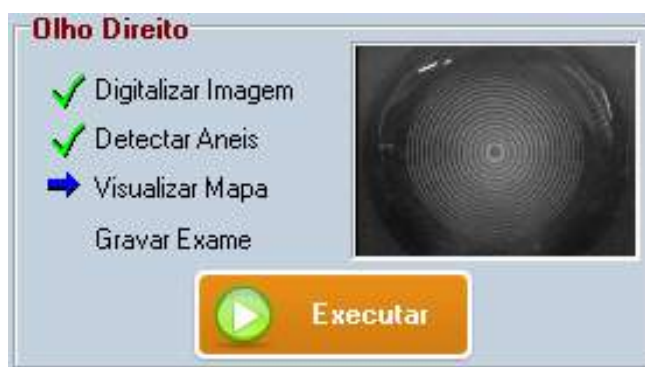 Olho Direito
Digitalizar Imagem
Detectar Aneis
Visualizar Mapa
Gravar Exame
Executar